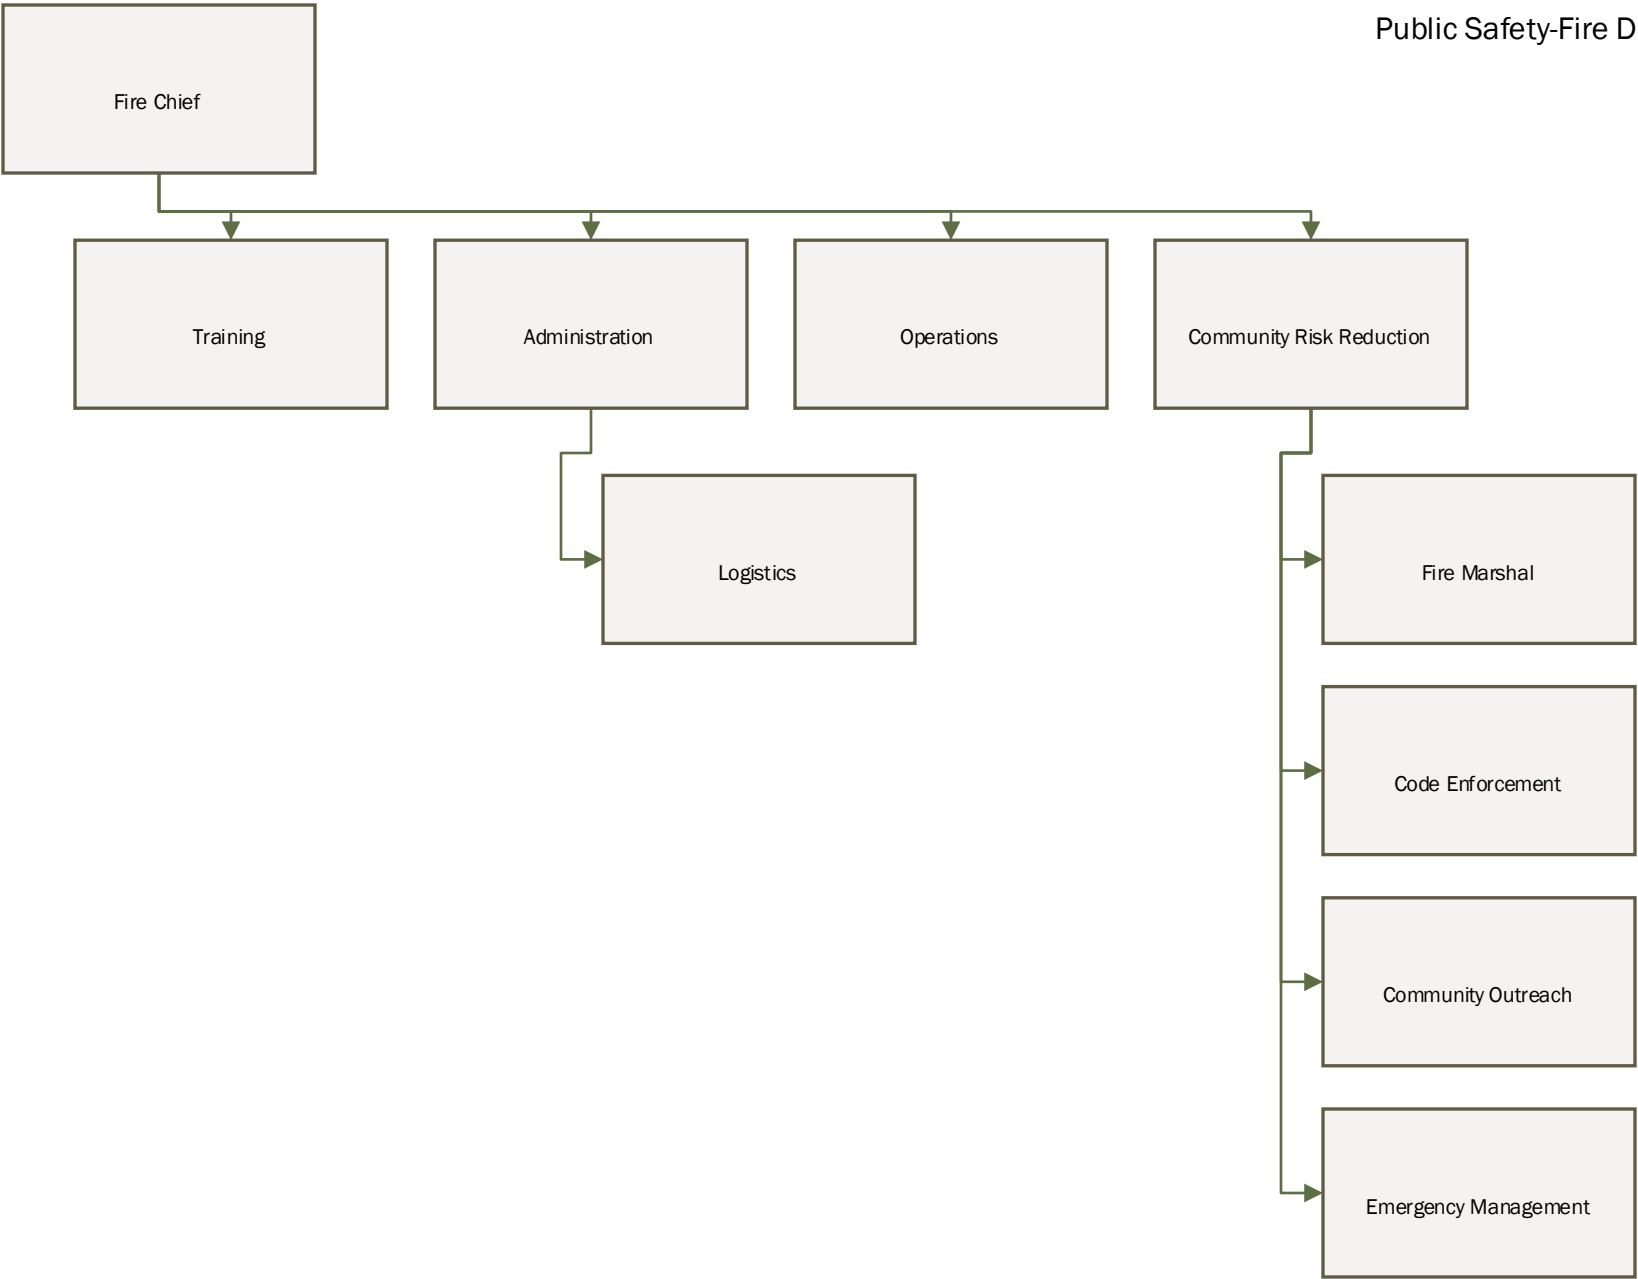 Public Safety-Fire D
Fire Chief
Training
Administration
Operations
Community Risk Reduction
Logistics
Fire Marshal
Code Enforcement
Community Outreach
Emergency Management